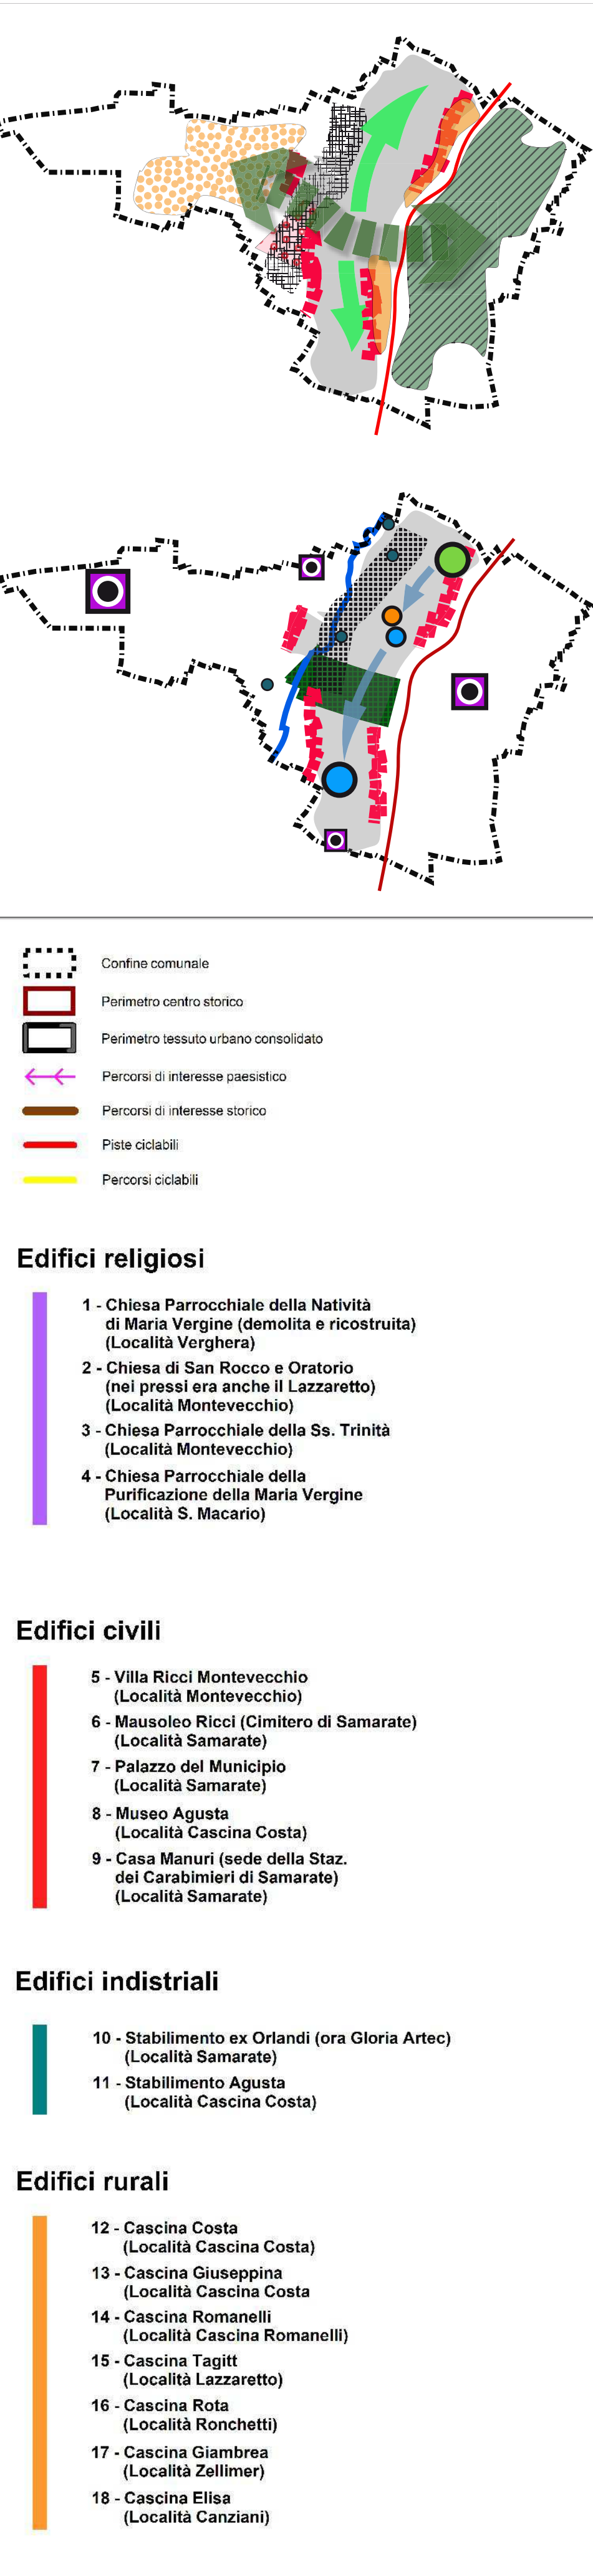 Confine comunale
Perimetro centro storico
Perimetro tessuto urbano consolidato
Percorsi di interesse paesistico
Percorsi di interesse storico
Piste ciclabili
Percorsi ciclabili
Edifici religiosi
1 - Chiesa Parrocchiale della Natività
di Maria Vergine (demolita e ricostruita)
(Località Verghera)
2 - Chiesa di San Rocco e Oratorio
(nei pressi era anche il Lazzaretto)
(Località Montevecchio)
3 - Chiesa Parrocchiale della Ss. Trinità
(Località Montevecchio)
4 - Chiesa Parrocchiale della
Purificazione della Maria Vergine
(Località S. Macario)
Edifici civili
5 - Villa Ricci Montevecchio
(Località Montevecchio)
6 - Mausoleo Ricci (Cimitero di Samarate)
(Località Samarate)
7 - Palazzo del Municipio
(Località Samarate)
8 - Museo Agusta
(Località Cascina Costa)
9 - Casa Manuri (sede della Staz.
dei Carabimieri di Samarate)
(Località Samarate)
Edifici indistriali
10 - Stabilimento ex Orlandi (ora Gloria Artec)
(Località Samarate)
11 - Stabilimento Agusta
(Località Cascina Costa)
Edifici rurali
12 - Cascina Costa
(Località Cascina Costa)
13 - Cascina Giuseppina
(Località Cascina Costa
14 - Cascina Romanelli
(Località Cascina Romanelli)
15 - Cascina Tagitt
(Località Lazzaretto)
16 - Cascina Rota
(Località Ronchetti)
17 - Cascina Giambrea
(Località Zellimer)
18 - Cascina Elisa
(Località Canziani)